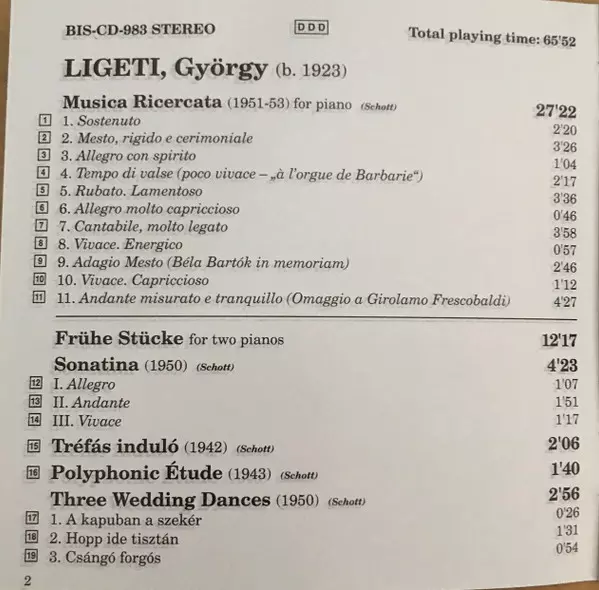 BIS-CD-983 STEREO DDD Total playing time: 65'52
LIGETI, György (b. 1923)
Musica Ricercata (1951-53) for piano (Schott) 27'22
1 1. Sostenuto 2'20
2 2. Mesto, rigido e cerimoniale 3'26
3 3. Allegro con spirito 1'04
4 4. Tempo di valse (poco vivace – „à l'orgue de Barbarie“) 2'17
5 5. Rubato. Lamentoso 3'36
6 6. Allegro molto capriccioso 0'46
7 7. Cantabile, molto legato 3'58
8 8. Vivace. Energico 0'57
9 9. Adagio Mesto (Béla Bartók in memoriam) 2'46
10 10. Vivace. Capriccioso 1'12
11 11. Andante misurato e tranquillo (Omaggio a Girolamo Frescobaldi) 4'27
Frühe Stücke for two pianos 12'17
Sonatina (1950) (Schott) 4'23
12 I. Allegro 1'07
13 II. Andante 1'51
14 III. Vivace 1'17
15 Tréfás induló (1942) (Schott) 2'06
16 Polyphonic Étude (1943) (Schott) 1'40
Three Wedding Dances (1950) (Schott) 2'56
17 1. A kapuban a szekér 0'26
18 2. Hopp ide tisztán 1'31
19 3. Csángó forgós 0'54
2